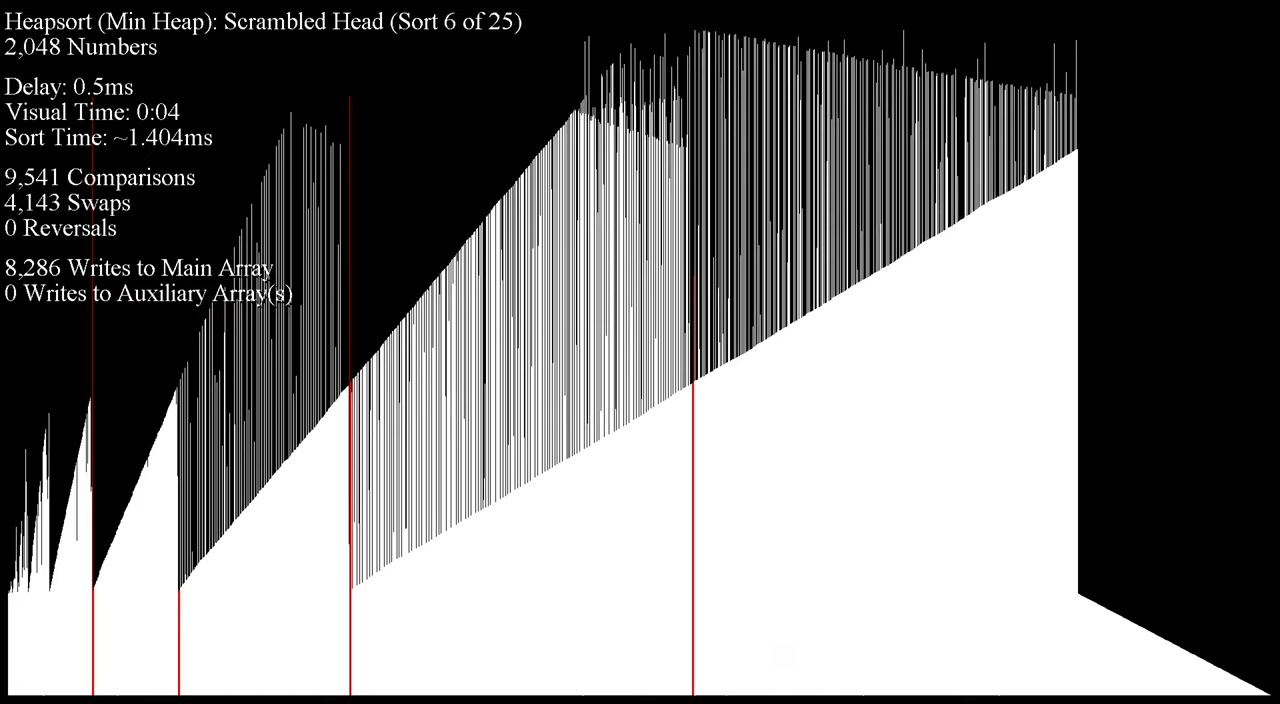 Heapsort (Min Heap): Scrambled Head (Sort 6 of 25)
2,048 Numbers
Delay: 0.5ms
Visual Time: 0:04
Sort Time: ~1.404ms
9,541 Comparisons
4,143 Swaps
0 Reversals
8,286 Writes to Main Array
0 Writes to Auxiliary Array(s)